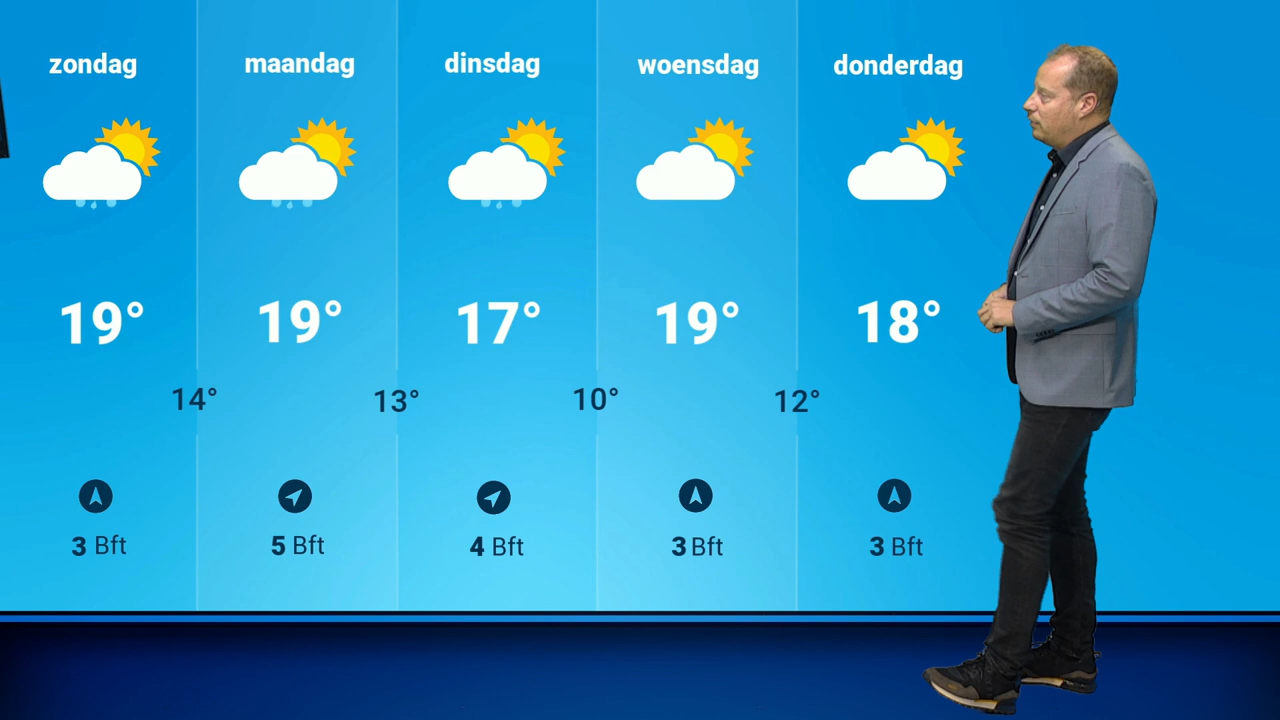 zondag maandag dinsdag woensdag donderdag
19° 19° 17° 19° 18°
14° 13° 10° 12°
3 Bft 5 Bft 4 Bft 3 Bft 3 Bft